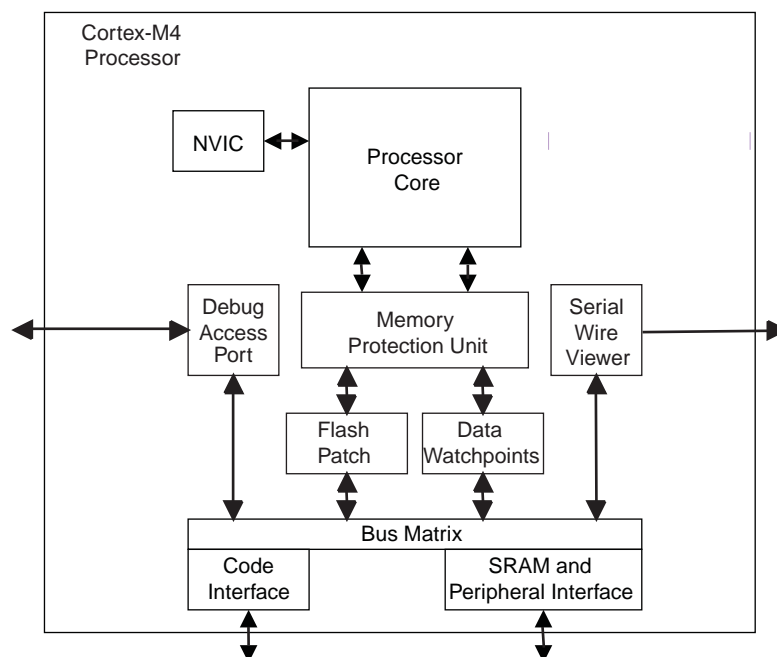 Cortex-M4
Processor
NVIC
Processor
Core
Debug
Access
Port
Memory
Protection Unit
Serial
Wire
Viewer
Flash
Patch
Data
Watchpoints
Bus Matrix
Code
Interface
SRAM and
Peripheral Interface